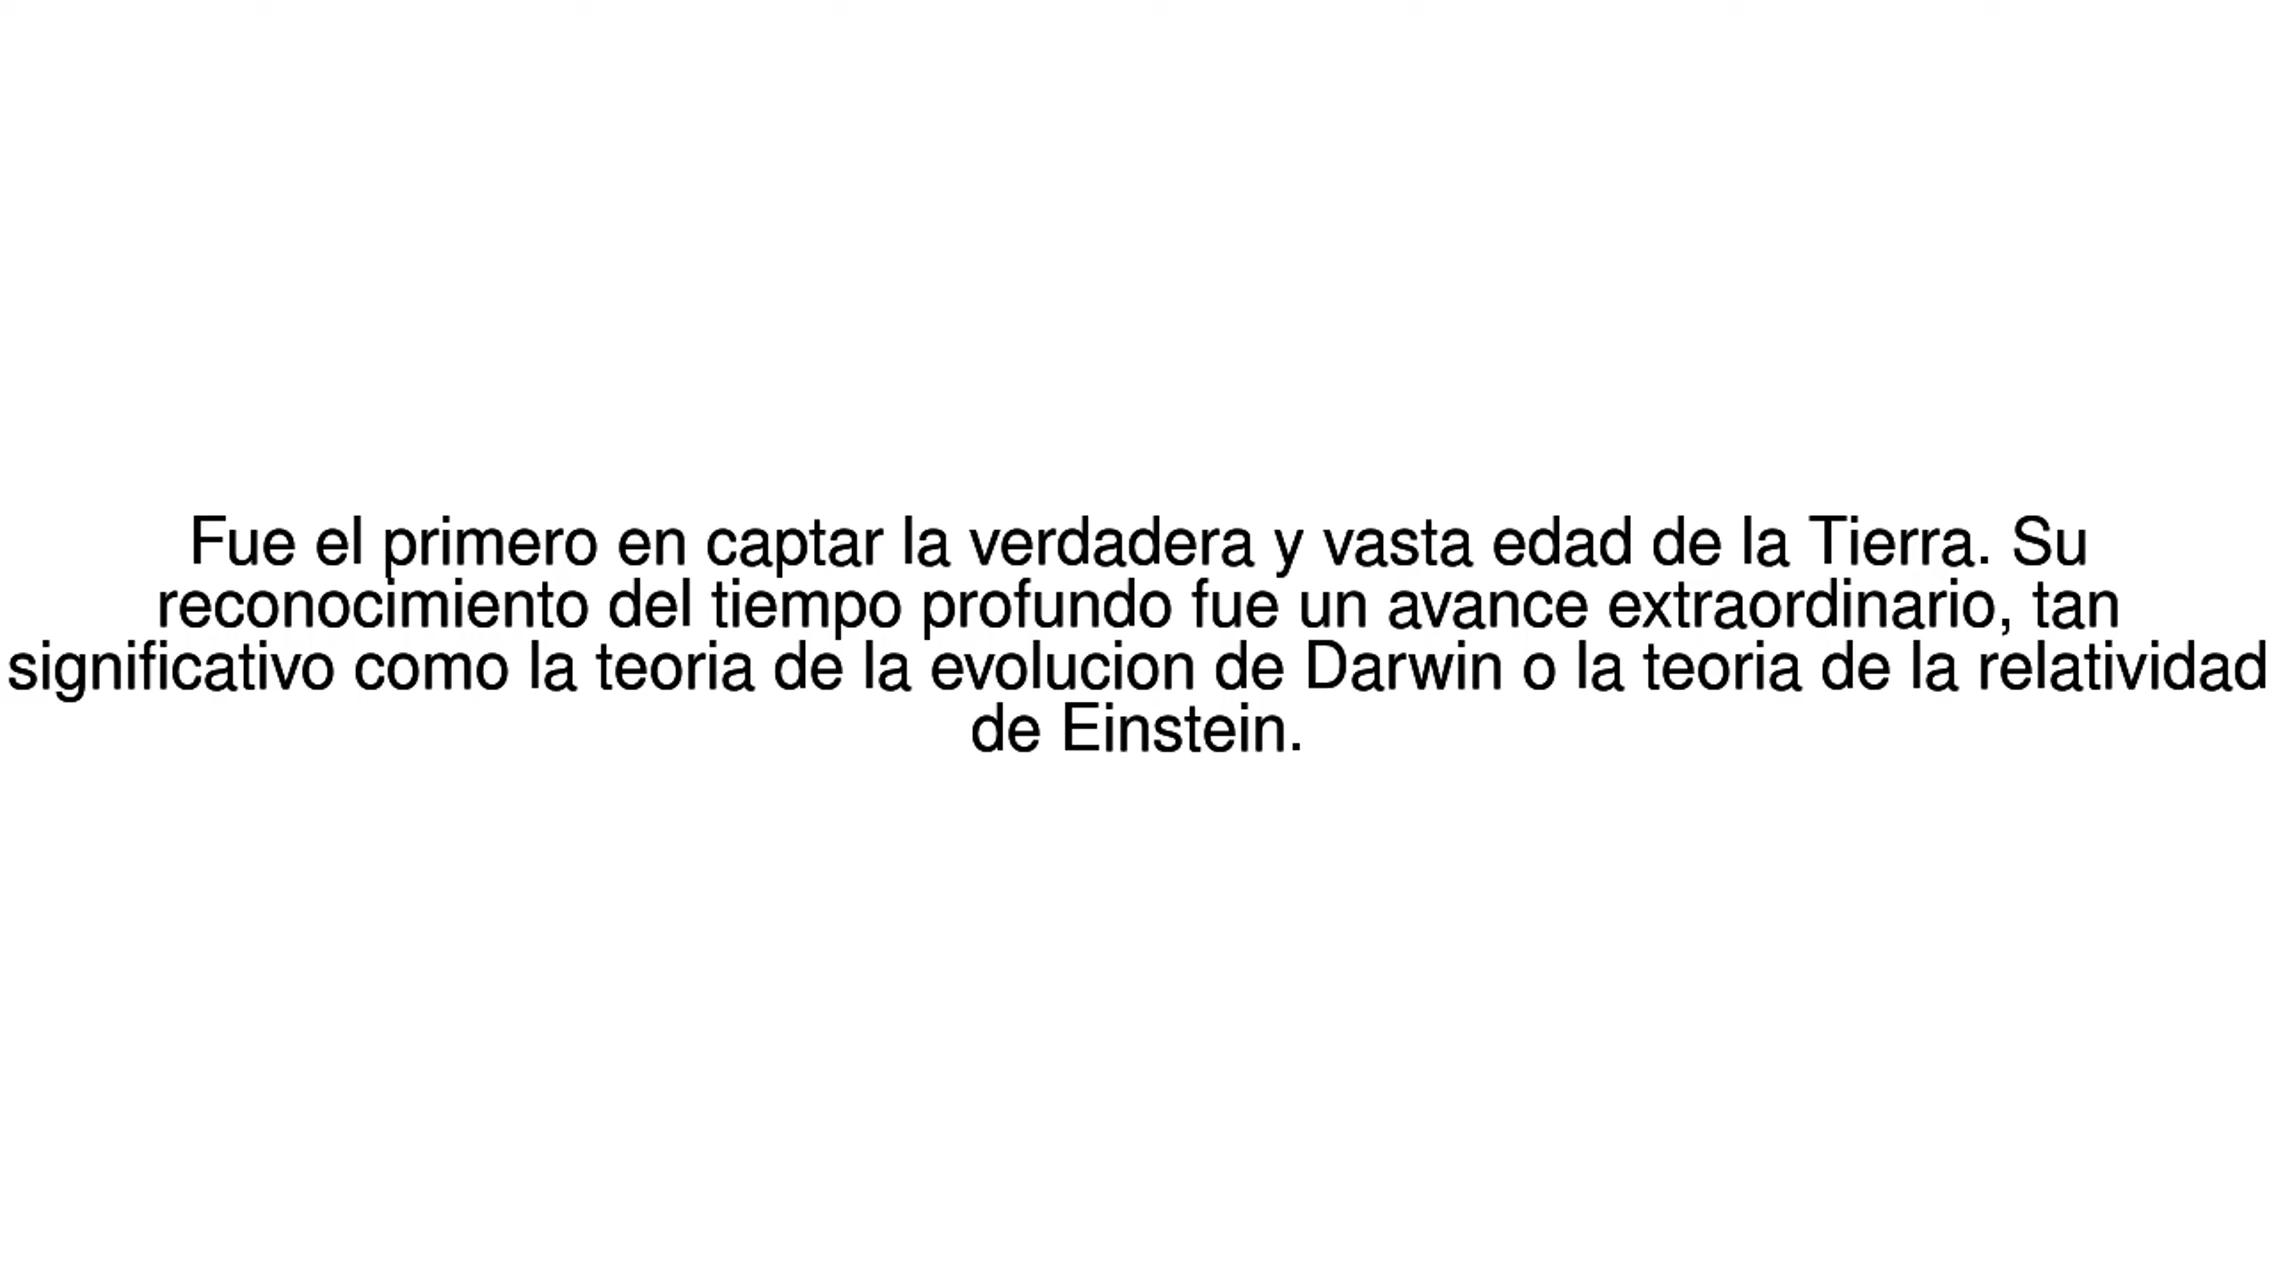 Fue el primero en captar la verdadera y vasta edad de la Tierra. Su
reconocimiento del tiempo profundo fue un avance extraordinario, tan
significativo como la teoria de la evolucion de Darwin o la teoria de la relatividad
de Einstein.